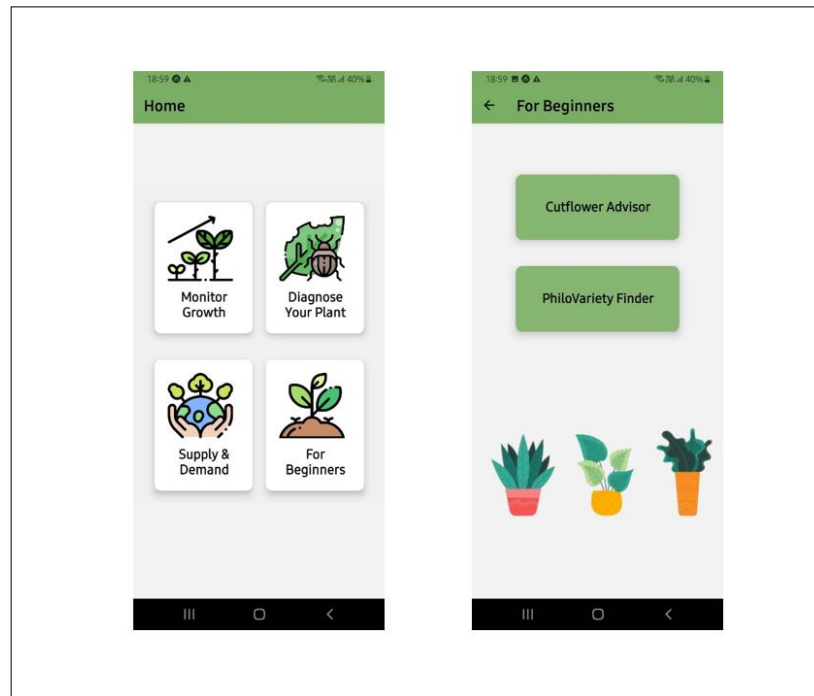 18:59
40%
Home
Monitor
Growth
Diagnose
Your Plant
Supply &
Demand
For
Beginners
18:59
40%
For Beginners
Cutflower Advisor
PhiloVariety Finder